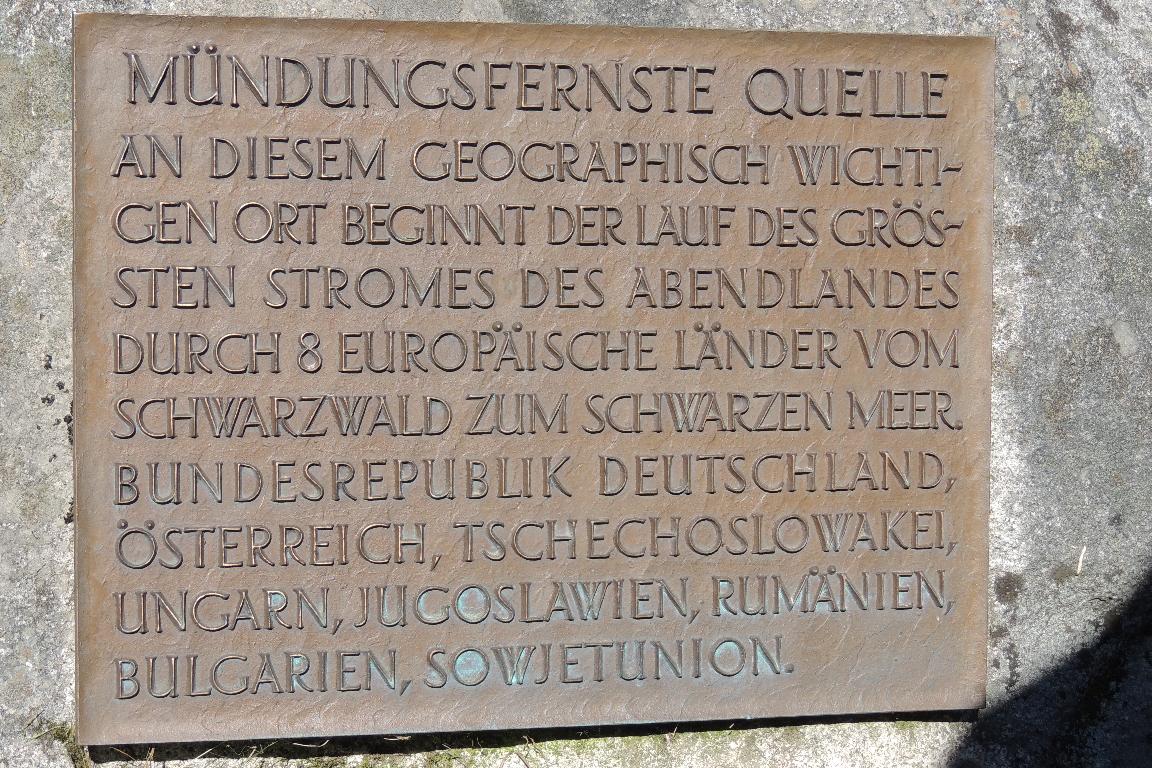 MÜNDUNGSFERNSTE QUELLE
AN DIESEM GEOGRAPHISCH WICHTI-
GEN ORT BEGINNT DER LAUF DES GRÖS-
STEN STROMES DES ABENDLANDES
DURCH 8 EUROPÄISCHE LÄNDER VOM
SCHWARZWALD ZUM SCHWARZEN MEER.
BUNDESREPUBLIK DEUTSCHLAND,
ÖSTERREICH, TSCHECHOSLOWAKEI,
UNGARN, JUGOSLAWIEN, RUMÄNIEN,
BULGARIEN, SOWJETUNION.